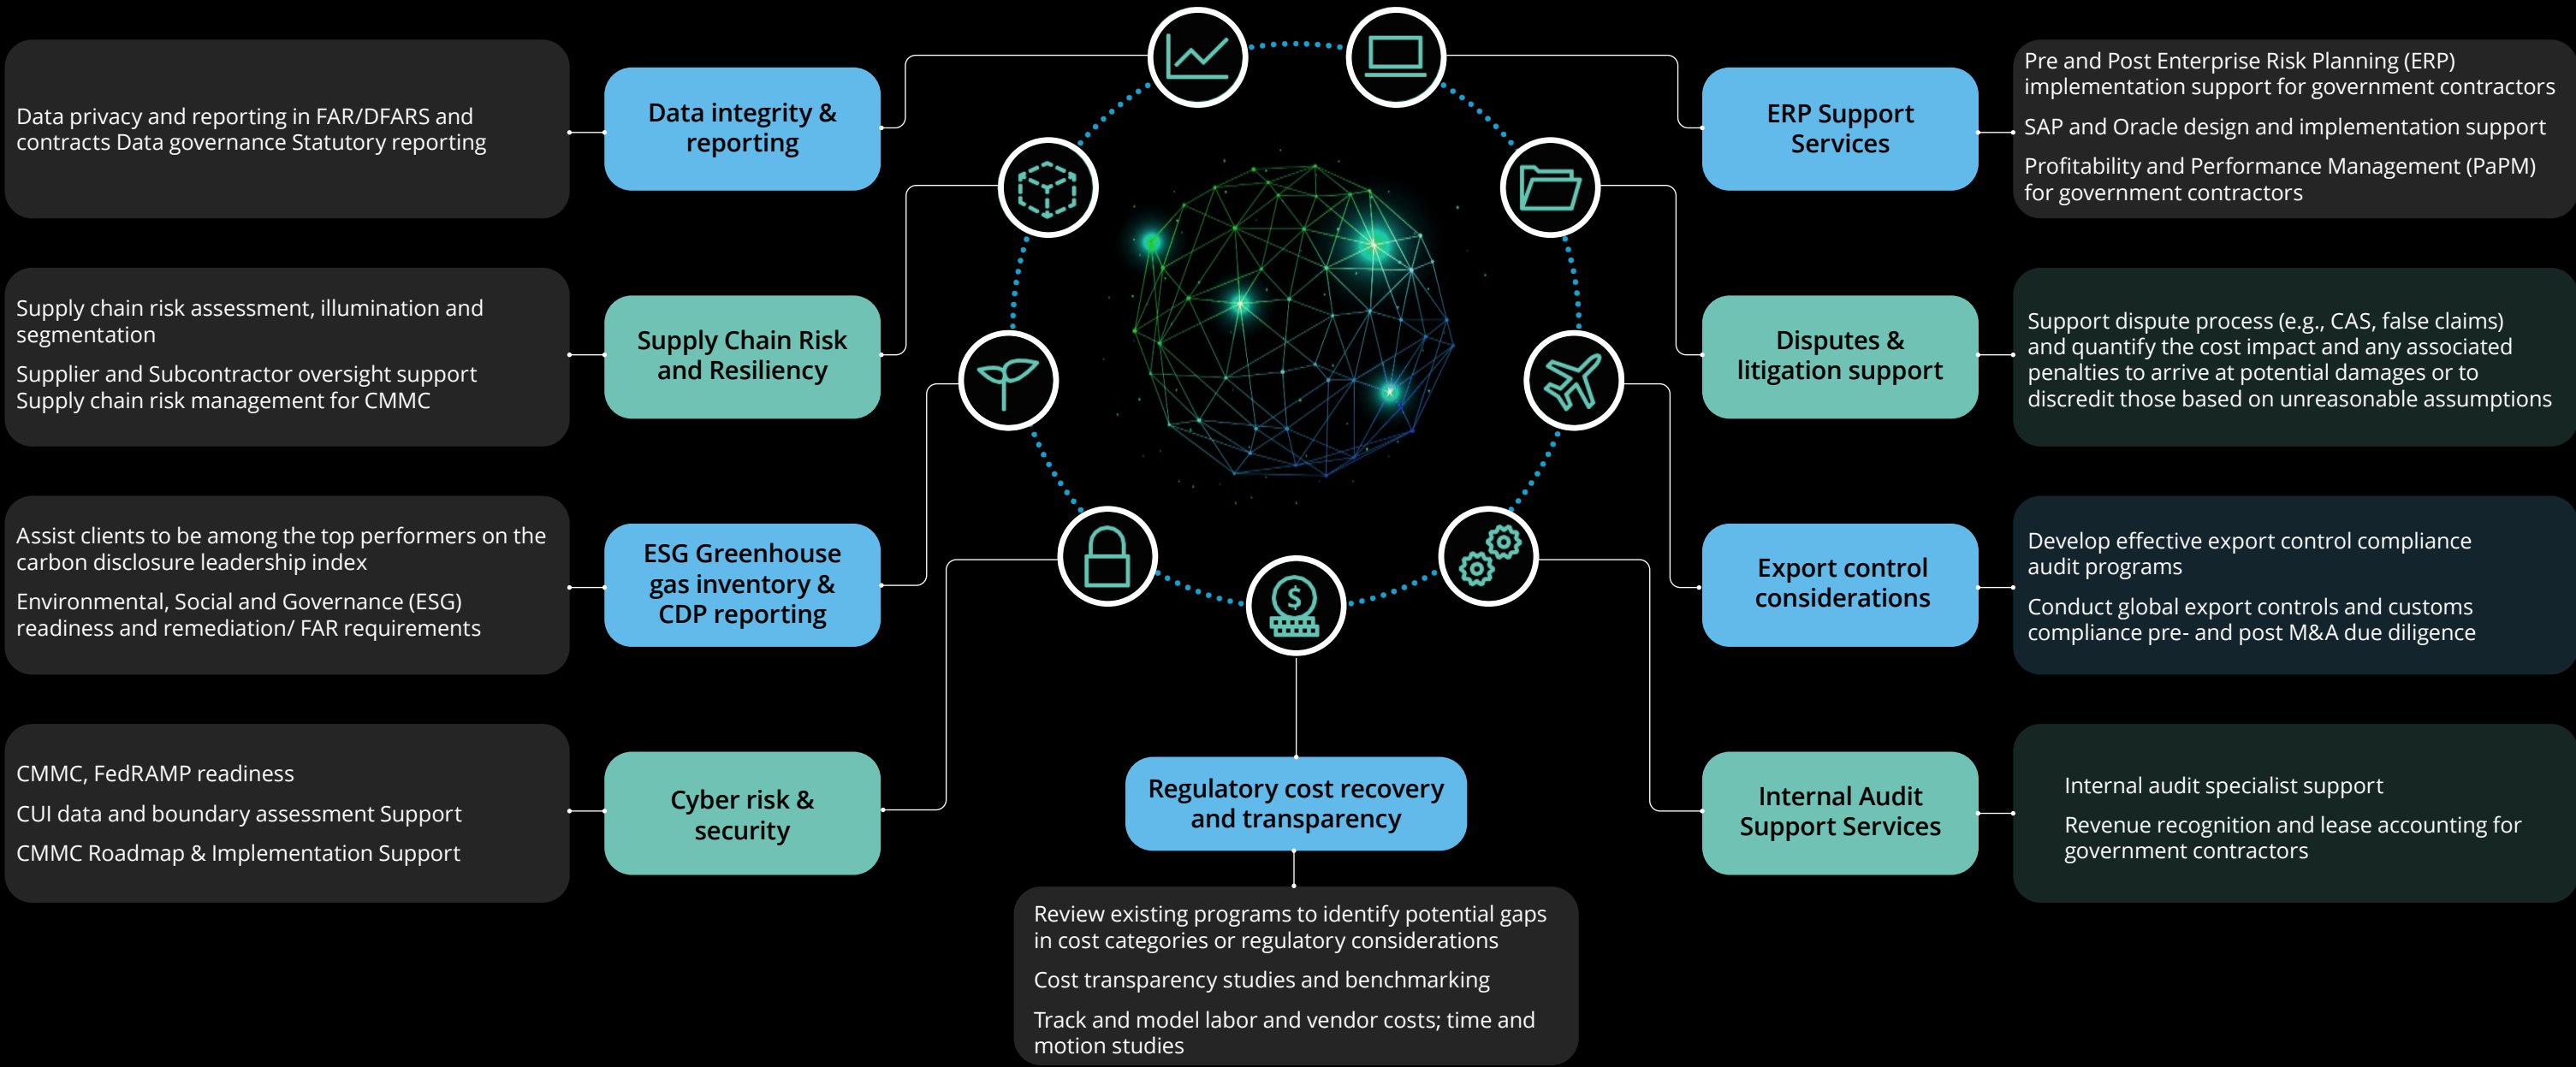 Data privacy and reporting in FAR/DFARS and
contracts Data governance Statutory reporting
Data integrity &
reporting
Supply chain risk assessment, illumination and
segmentation
Supplier and Subcontractor oversight support
Supply chain risk management for CMMC
Supply Chain Risk
and Resiliency
Assist clients to be among the top performers on the
carbon disclosure leadership index
Environmental, Social and Governance (ESG)
readiness and remediation/ FAR requirements
ESG Greenhouse
gas inventory &
CDP reporting
CMMC, FedRAMP readiness
CUI data and boundary assessment Support
CMMC Roadmap & Implementation Support
Cyber risk &
security
$
Regulatory cost recovery
and transparency
Review existing programs to identify potential gaps
in cost categories or regulatory considerations
Cost transparency studies and benchmarking
Track and model labor and vendor costs; time and
motion studies
ERP Support
Services
Pre and Post Enterprise Risk Planning (ERP)
implementation support for government contractors
SAP and Oracle design and implementation support
Profitability and Performance Management (PaPM)
for government contractors
Disputes &
litigation support
Support dispute process (e.g., CAS, false claims)
and quantify the cost impact and any associated
penalties to arrive at potential damages or to
discredit those based on unreasonable assumptions
Export control
considerations
Develop effective export control compliance
audit programs
Conduct global export controls and customs
compliance pre- and post M&A due diligence
Internal Audit
Support Services
Internal audit specialist support
Revenue recognition and lease accounting for
government contractors